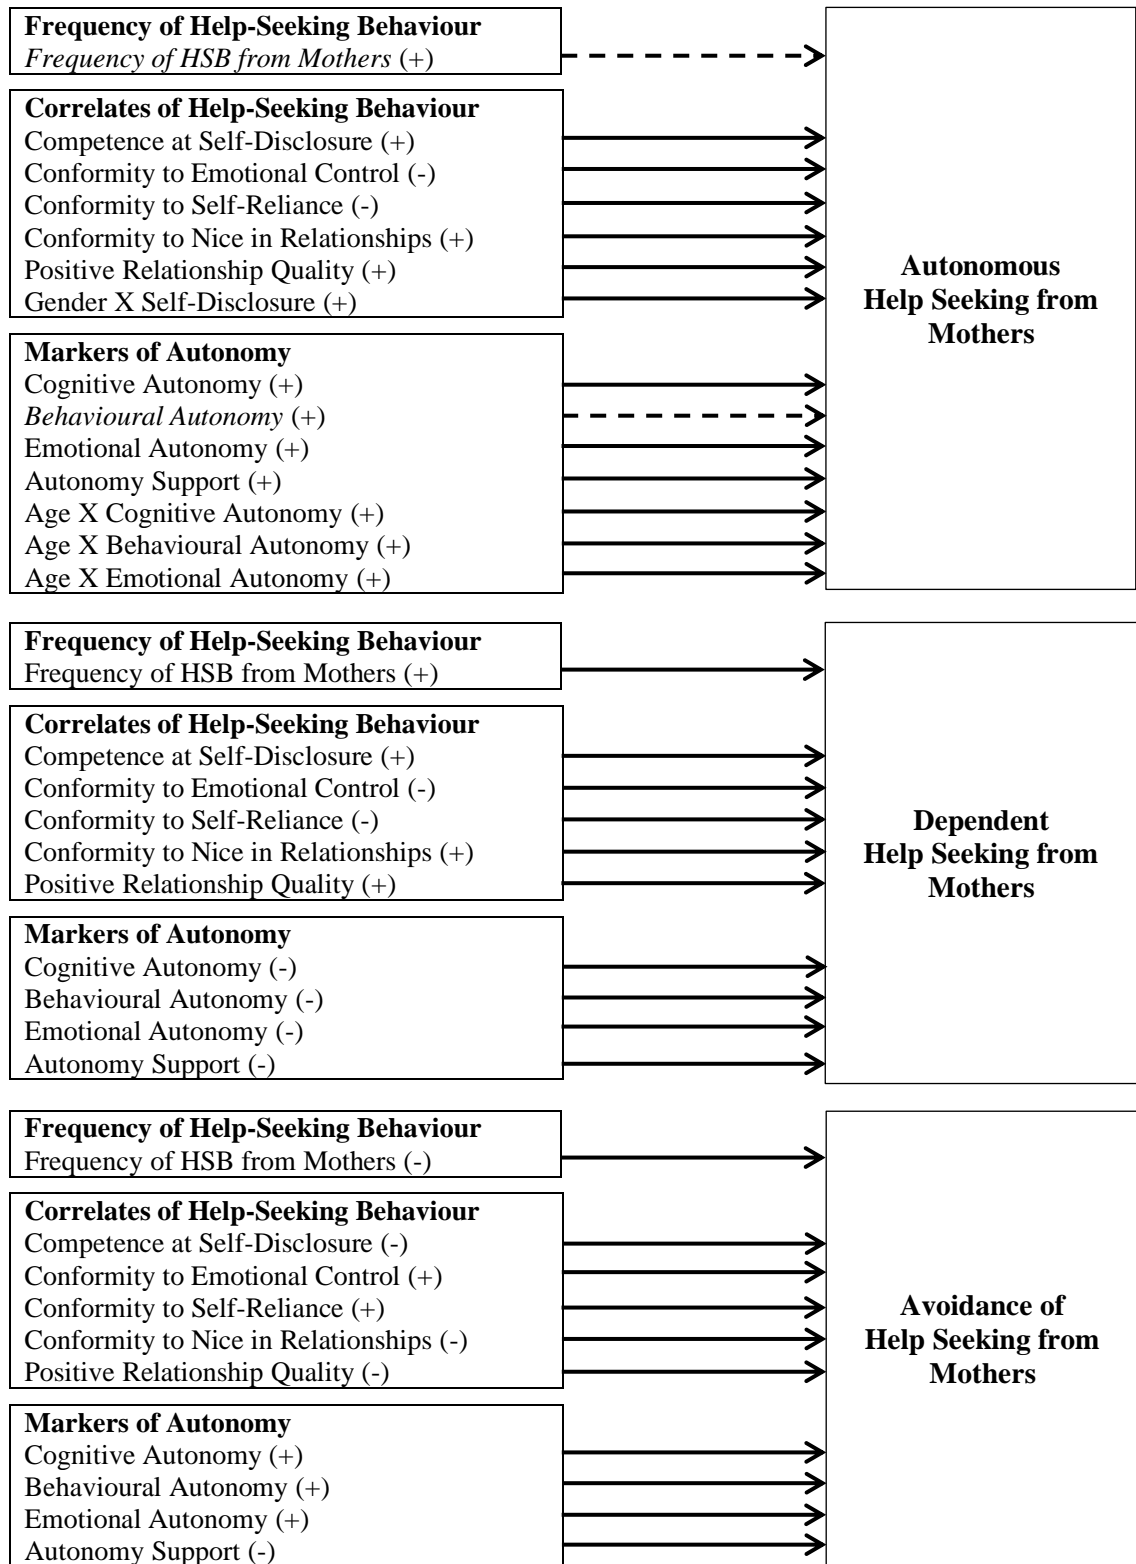 Frequency of Help-Seeking Behaviour
Frequency of HSB from Mothers (+)
Correlates of Help-Seeking Behaviour
Competence at Self-Disclosure (+)
Conformity to Emotional Control (-)
Conformity to Self-Reliance (-)
Conformity to Nice in Relationships (+)
Positive Relationship Quality (+)
Gender X Self-Disclosure (+)
Markers of Autonomy
Cognitive Autonomy (+)
Behavioural Autonomy (+)
Emotional Autonomy (+)
Autonomy Support (+)
Age X Cognitive Autonomy (+)
Age X Behavioural Autonomy (+)
Age X Emotional Autonomy (+)
Autonomous
Help Seeking from
Mothers
Frequency of Help-Seeking Behaviour
Frequency of HSB from Mothers (+)
Correlates of Help-Seeking Behaviour
Competence at Self-Disclosure (+)
Conformity to Emotional Control (-)
Conformity to Self-Reliance (-)
Conformity to Nice in Relationships (+)
Positive Relationship Quality (+)
Markers of Autonomy
Cognitive Autonomy (-)
Behavioural Autonomy (-)
Emotional Autonomy (-)
Autonomy Support (-)
Dependent
Help Seeking from
Mothers
Frequency of Help-Seeking Behaviour
Frequency of HSB from Mothers (-)
Correlates of Help-Seeking Behaviour
Competence at Self-Disclosure (-)
Conformity to Emotional Control (+)
Conformity to Self-Reliance (+)
Conformity to Nice in Relationships (-)
Positive Relationship Quality (-)
Markers of Autonomy
Cognitive Autonomy (+)
Behavioural Autonomy (+)
Emotional Autonomy (+)
Autonomy Support (-)
Avoidance of
Help Seeking from
Mothers